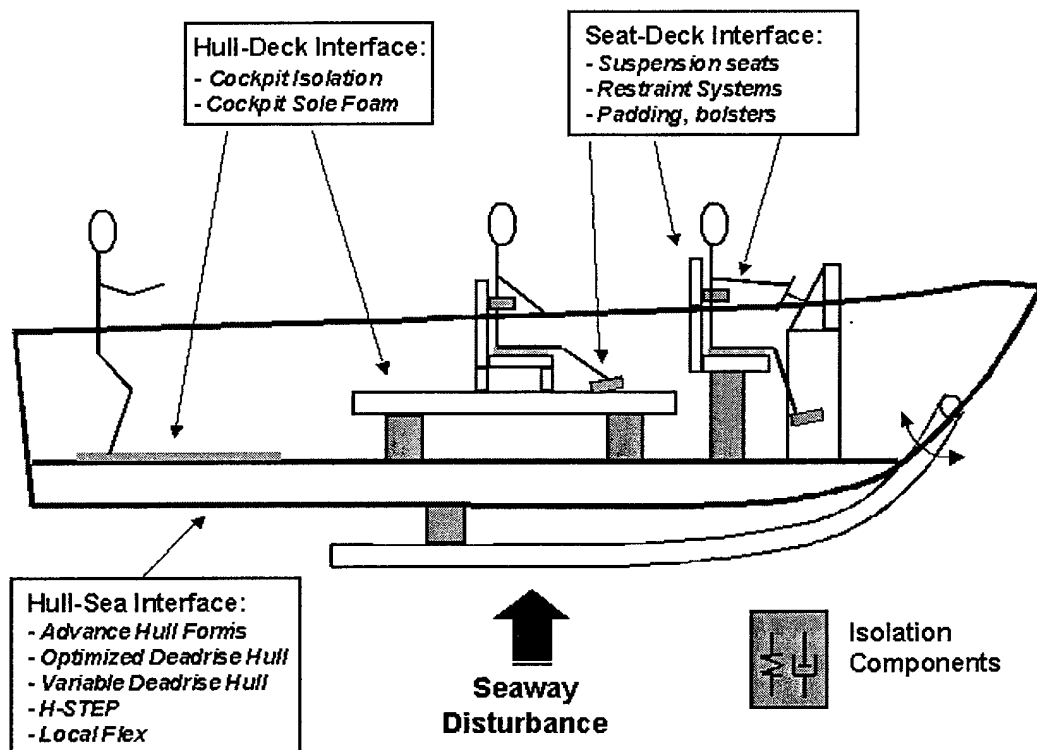 Hull-Deck Interface:
- Cockpit Isolation
- Cockpit Sole Foam
Seat-Deck Interface:
- Suspension seats
- Restraint Systems
- Padding, bolsters
Hull-Sea Interface:
- Advance Hull Forms
- Optimized Deadrise Hull
- Variable Deadrise Hull
- H-STEP
- Local Flex
Seaway
Disturbance
Isolation
Components